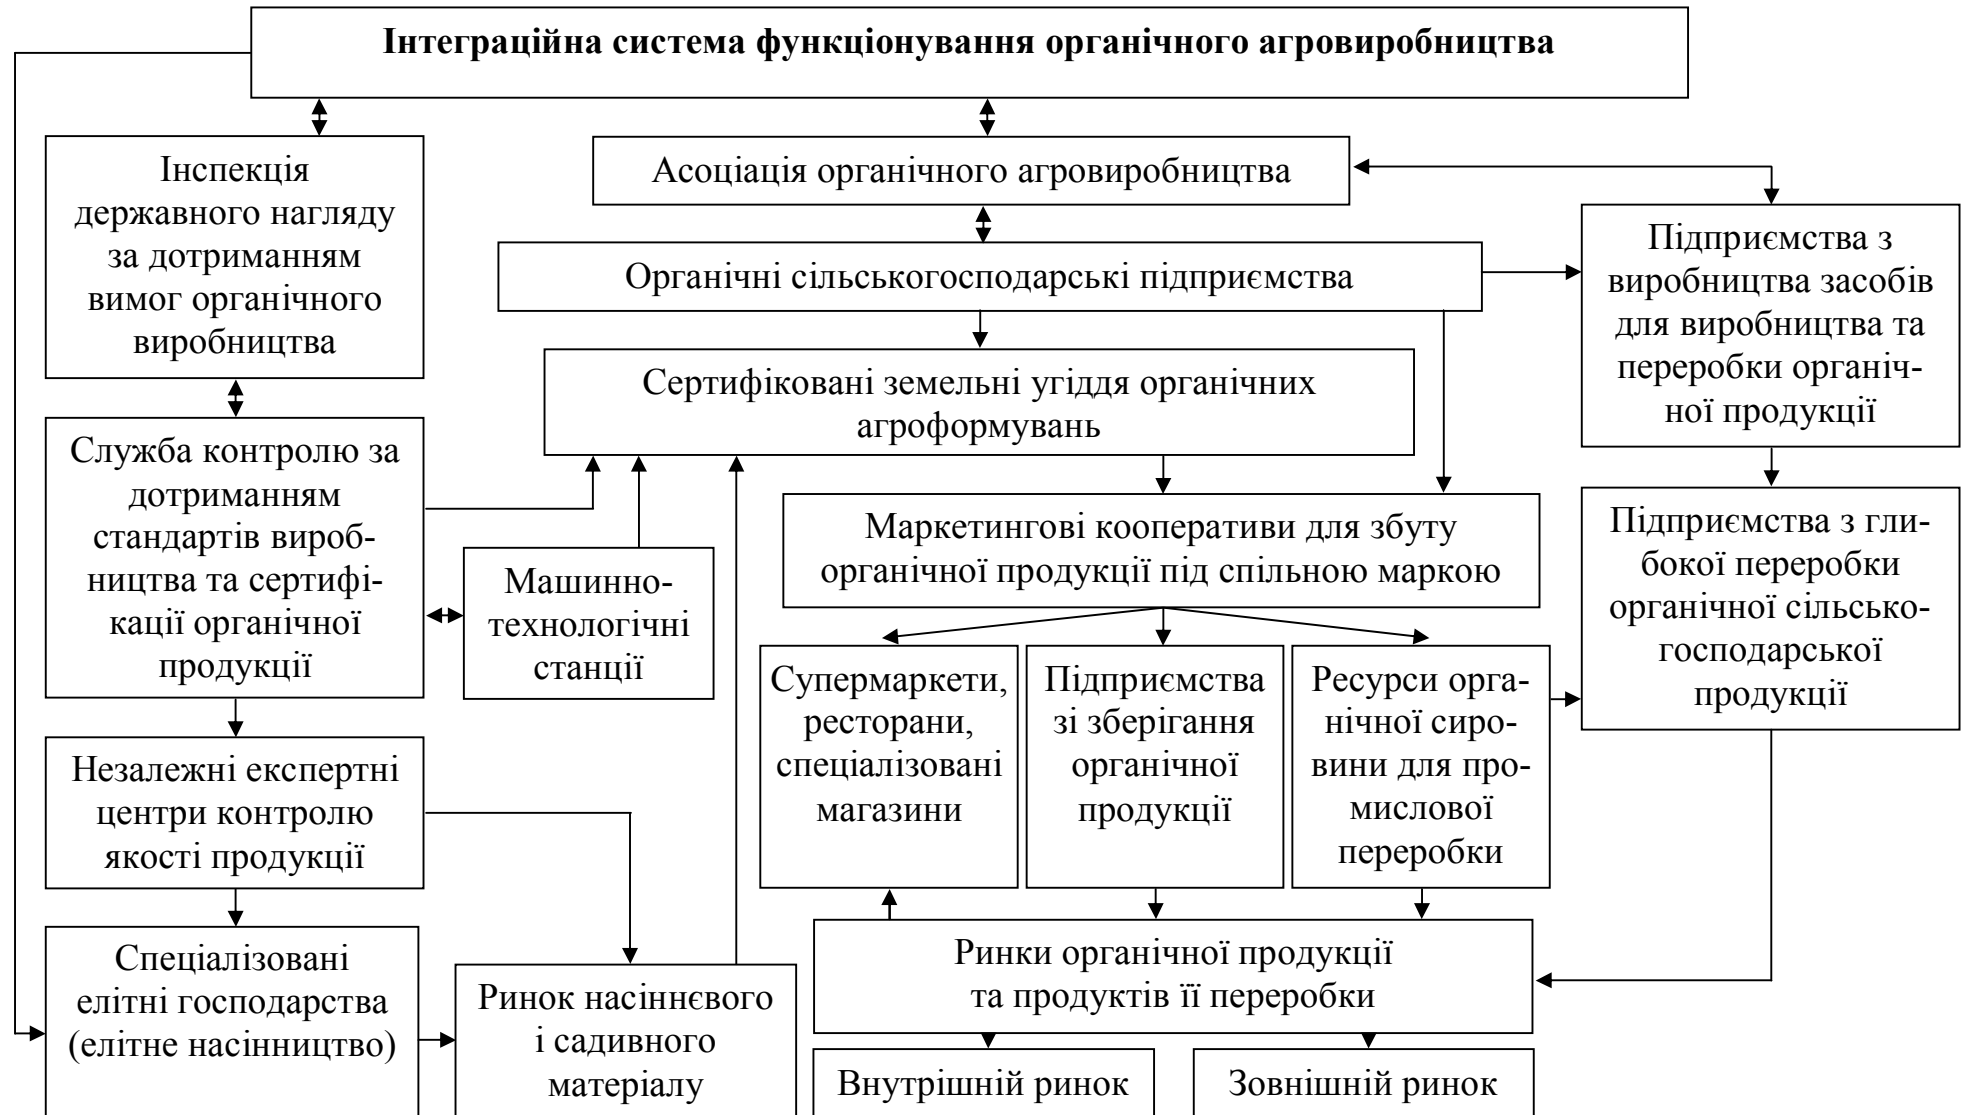 Інтеграційна система функціонування органічного агровиробництва
Інспекція
державного нагляду
за дотриманням
вимог органічного
виробництва
Асоціація органічного агровиробництва
Органічні сільськогосподарські підприємства
Підприємства з
виробництва засобів
для виробництва та
переробки органіч-
ної продукції
Сертифіковані земельні угіддя органічних
агроформувань
Служба контролю за
дотриманням
стандартів вироб-
ництва та сертифі-
кації органічної
продукції
Машинно-
технологічні
станції
Маркетингові кооперативи для збуту
органічної продукції під спільною маркою
Підприємства з гли-
бокої переробки
органічної сільсько-
господарської
продукції
Супермаркети,
ресторани,
спеціалізовані
магазини
Підприємства
зі зберігання
органічної
продукції
Ресурси орга-
нічної сиро-
вини для про-
мислової
переробки
Незалежні експертні
центри контролю
якості продукції
Спеціалізовані
елітні господарства
(елітне насінництво)
Ринок насіннєвого
і садивного
матеріалу
Ринки органічної продукції
та продуктів її переробки
Внутрішній ринок
Зовнішній ринок